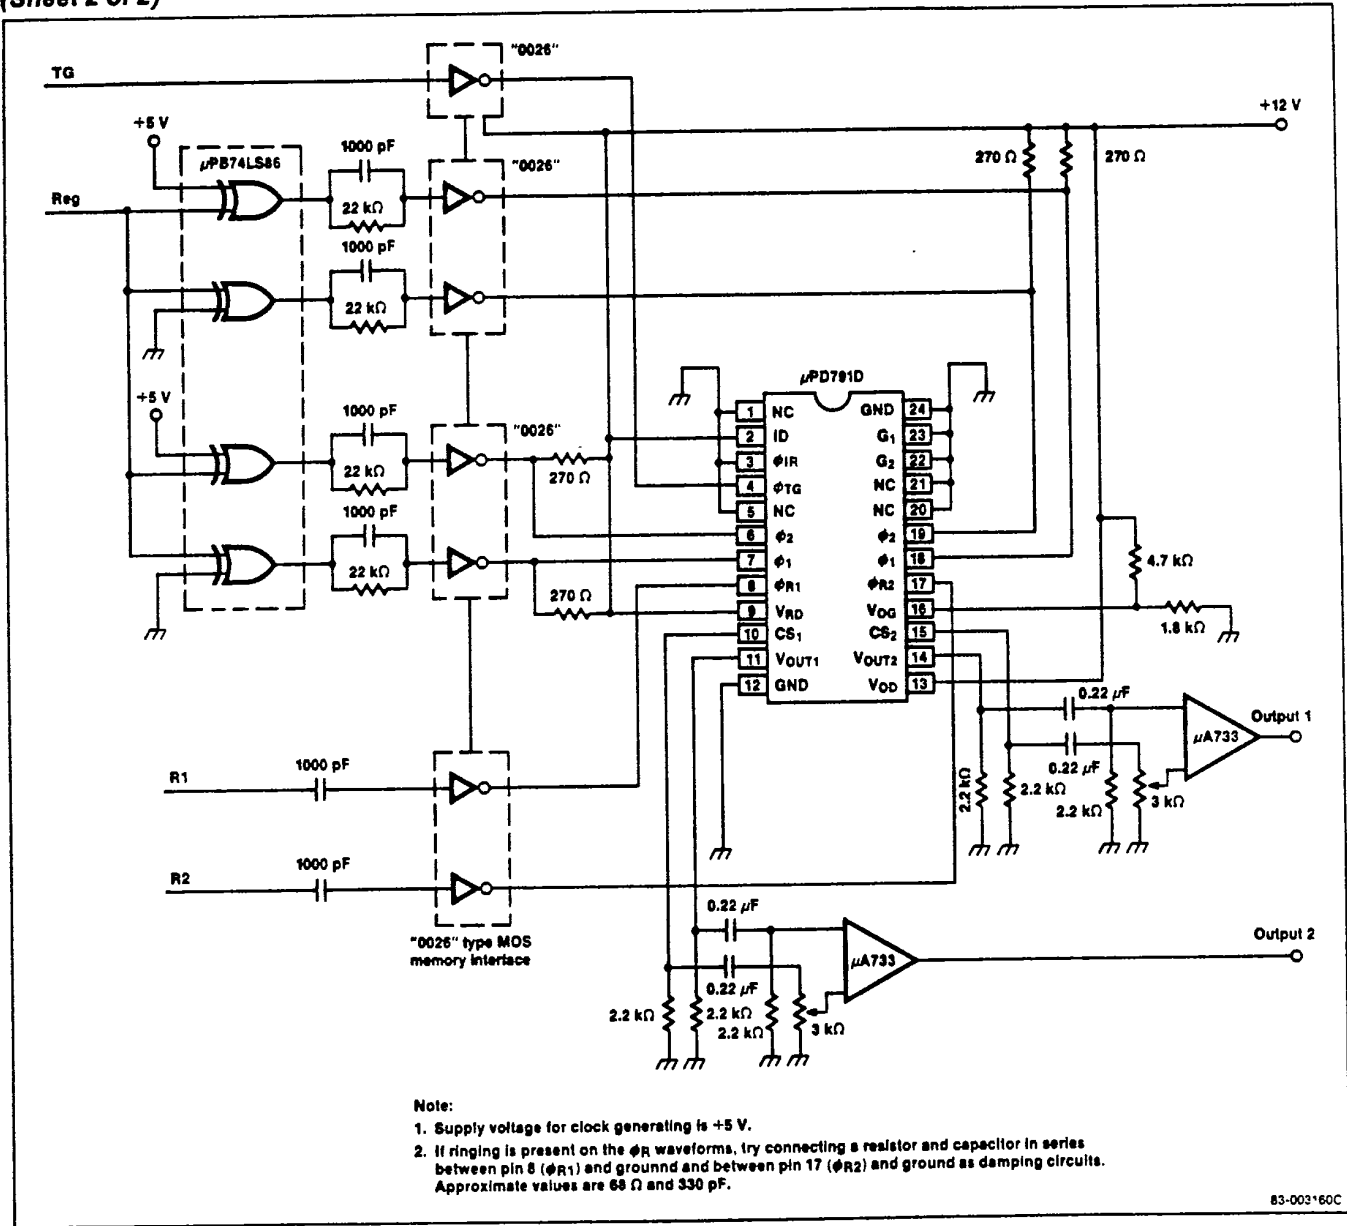 (Sheet 2 of 2)
"0026"
TG
+12 V
+5 V
μPB74LS86
1000 pF
"0026"
270 Ω
270 Ω
Reg
22 kΩ
1000 pF
22 kΩ
μPD791D
+5 V
1000 pF
"0026"
22 kΩ
270 Ω
1000 pF
22 kΩ
270 Ω
1 NC
2 ID
3 ΦIR
4 ΦTG
5 NC
6 Φ2
7 Φ1
8 ΦR1
9 VRD
10 CS1
11 VOUT1
12 GND
GND 24
G1 23
G2 22
NC 21
NC 20
Φ2 19
Φ1 18
ΦR2 17
VOG 16
CS2 15
VOUT2 14
VOD 13
4.7 kΩ
1.8 kΩ
0.22 μF
Output 1
μA733
0.22 μF
2.2 kΩ
2.2 kΩ
2.2 kΩ
3 kΩ
R1
1000 pF
R2
1000 pF
"0026" type MOS
memory interface
0.22 μF
Output 2
μA733
0.22 μF
2.2 kΩ
2.2 kΩ
2.2 kΩ
3 kΩ
Note:
1. Supply voltage for clock generating is +5 V.
2. If ringing is present on the ΦR waveforms, try connecting a resistor and capacitor in series
between pin 8 (ΦR1) and grounnd and between pin 17 (ΦR2) and ground as damping circuits.
Approximate values are 68 Ω and 330 pF.
83-003160C